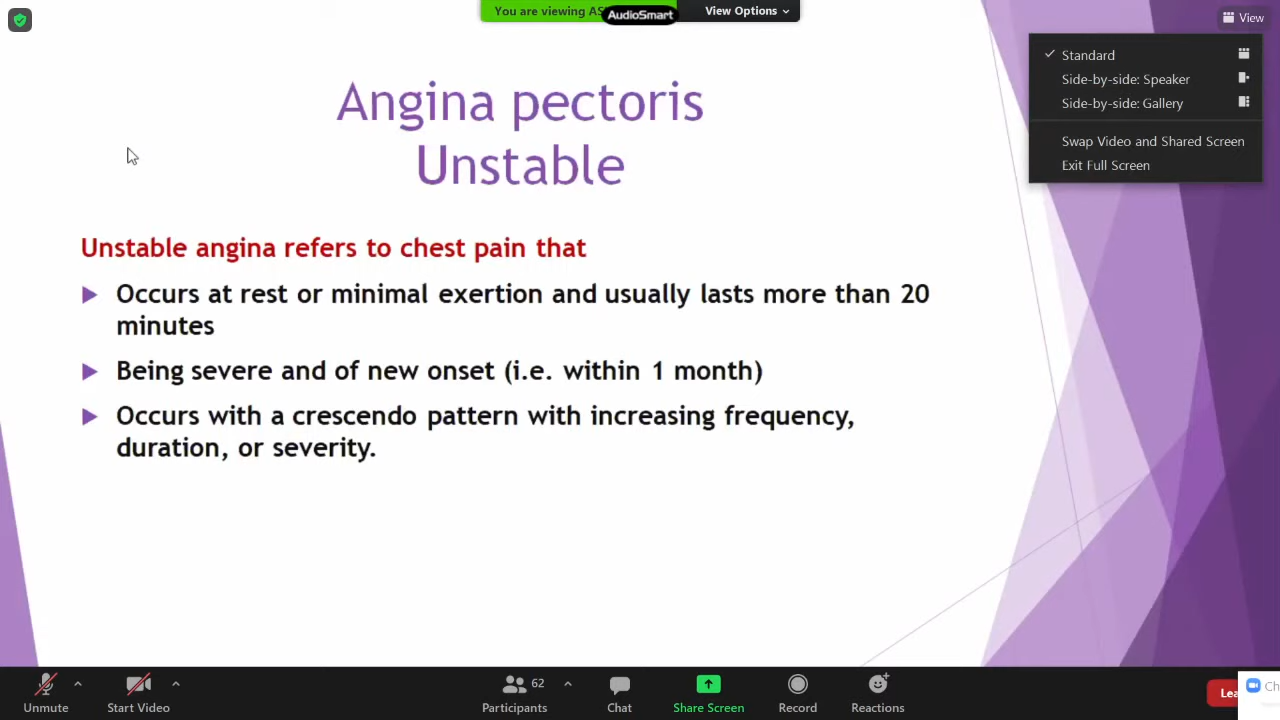 You are viewing AS
AudioSmart
View Options
View
Standard
Side-by-side: Speaker
Side-by-side: Gallery
Swap Video and Shared Screen
Exit Full Screen
Angina pectoris
Unstable
Unstable angina refers to chest pain that
Occurs at rest or minimal exertion and usually lasts more than 20
minutes
Being severe and of new onset (i.e. within 1 month)
Occurs with a crescendo pattern with increasing frequency,
duration, or severity.
Unmute
Start Video
62
Participants
Chat
Share Screen
Record
Reactions
Lea
Ch